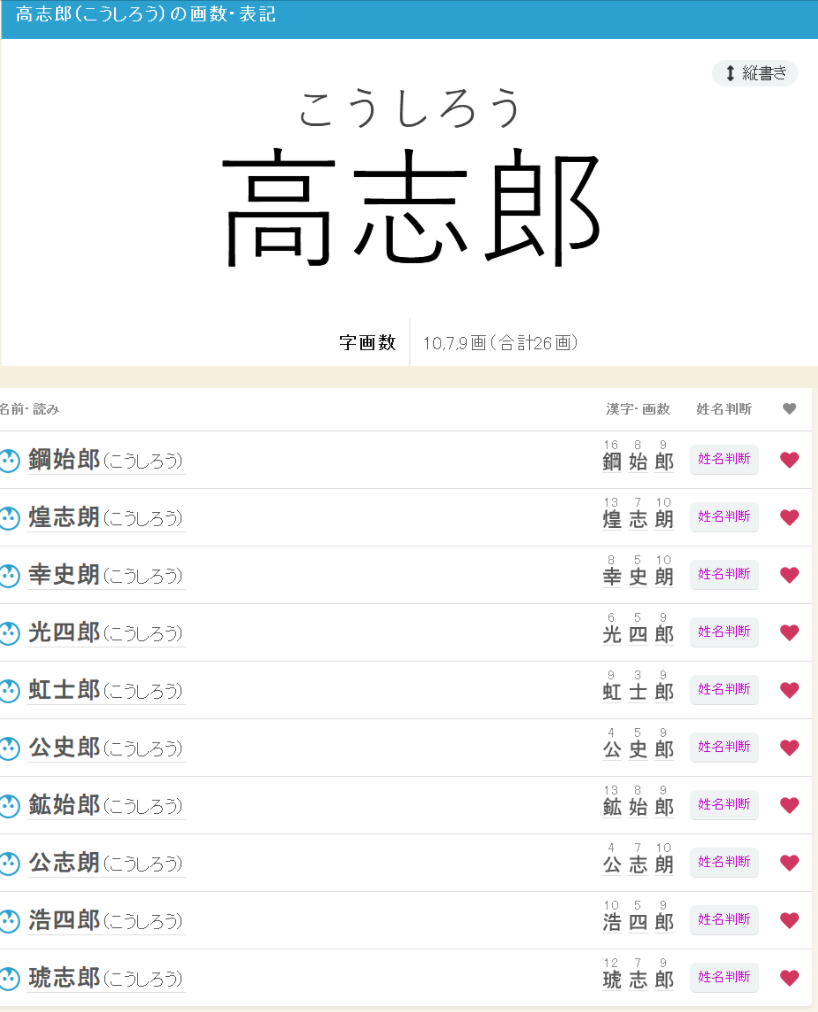 高志郎(こうしろう)の画数・表記
縦書き
こうしろう
高志郎
字画数 10,7,9画(合計26画)
名前・読み 漢字・画数 姓名判断
鋼始郎(こうしろう) 16 8 9 鋼始郎 姓名判断
煌志朗(こうしろう) 13 7 10 煌志朗 姓名判断
幸史朗(こうしろう) 8 5 10 幸史朗 姓名判断
光四郎(こうしろう) 6 5 9 光四郎 姓名判断
虹士郎(こうしろう) 9 3 9 虹士郎 姓名判断
公史郎(こうしろう) 4 5 9 公史郎 姓名判断
鉱始郎(こうしろう) 13 8 9 鉱始郎 姓名判断
公志朗(こうしろう) 4 7 10 公志朗 姓名判断
浩四郎(こうしろう) 10 5 9 浩四郎 姓名判断
琥志郎(こうしろう) 12 7 9 琥志郎 姓名判断